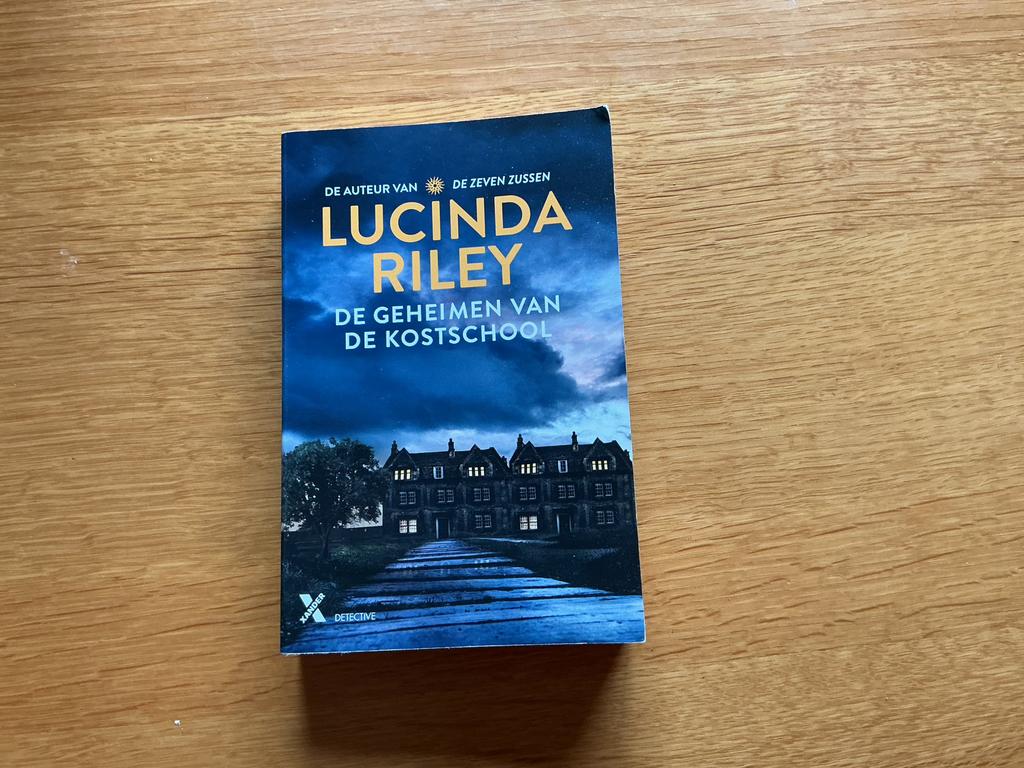 DE AUTEUR VAN DE ZEVEN ZUSSEN
LUCINDA
RILEY
DE GEHEIMEN VAN
DE KOSTSCHOOL
XANDER
DETECTIVE